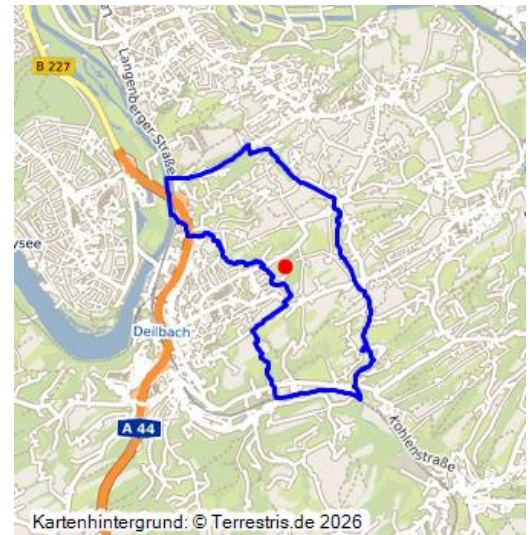 B 227
Langenberger Straße
ysee
Deilbach
A 44
Kohlenstraße
Kartenhintergrund: © Terrestris.de 2026